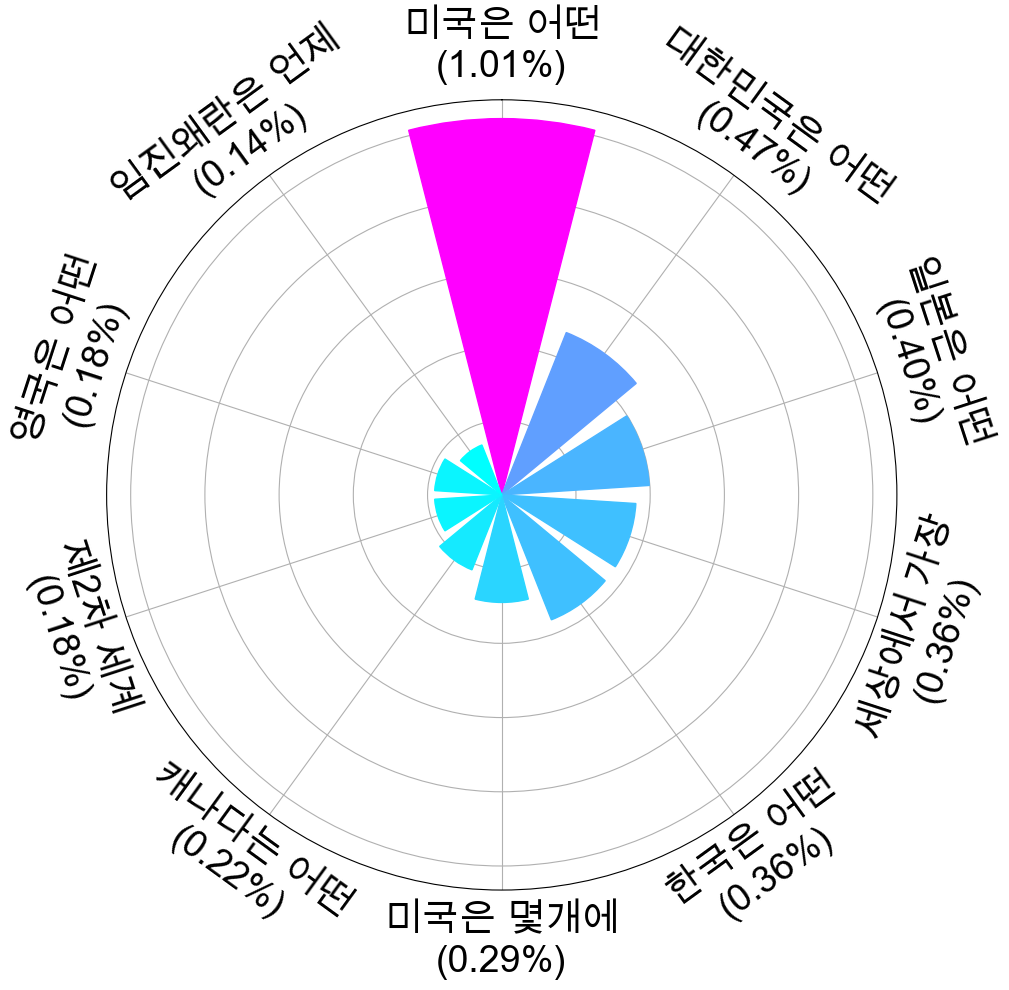 미국은 어떤
(1.01%)
대한민국은 어떤
(0.47%)
일본은 어떤
(0.40%)
세상에서 가장
(0.36%)
한국은 어떤
(0.36%)
미국은 몇개에
(0.29%)
캐나다는 어떤
(0.22%)
제2차 세계
(0.18%)
영국은 어떤
(0.18%)
임진왜란은 언제
(0.14%)